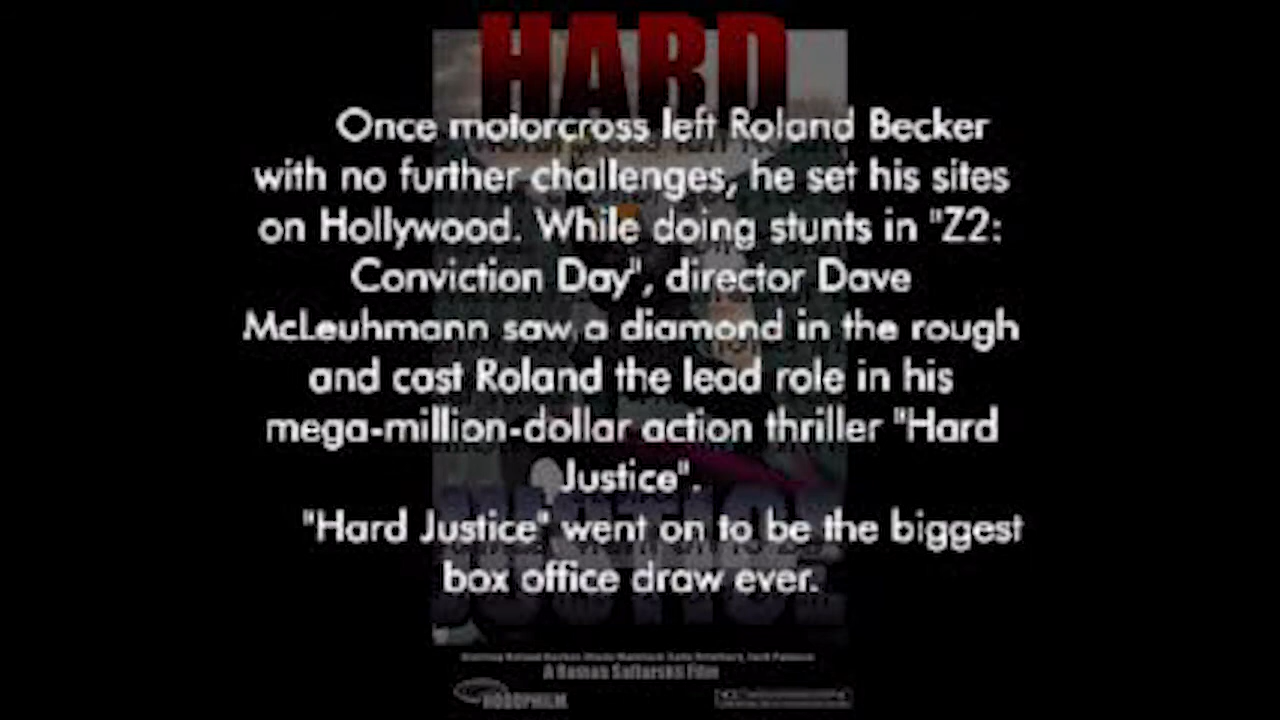 HARD
Once motorcross left Roland Becker
with no further challenges, he set his sites
on Hollywood. While doing stunts in "Z2:
Conviction Day", director Dave
McLeuhmann saw a diamond in the rough
and cast Roland the lead role in his
mega-million-dollar action thriller "Hard
Justice".
"Hard Justice" went on to be the biggest
box office draw ever.
JUSTICE
Film